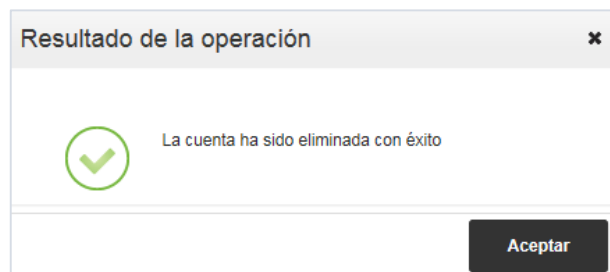 Resultado de la operación
La cuenta ha sido eliminada con éxito
Aceptar